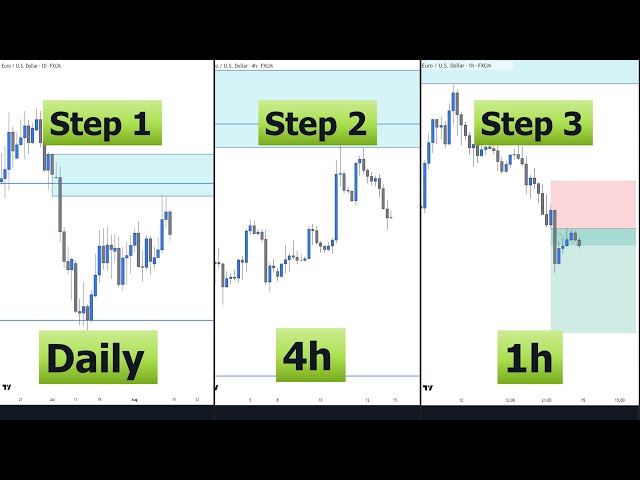 Euro / U.S. Dollar · 1D · FXCM
Step 1
Daily
21 Jul 11 17 Aug 15 22
Euro / U.S. Dollar · 4h · FXCM
Step 2
4h
5 8 10 12 15
Euro / U.S. Dollar · 1h · FXCM
Step 3
1h
12 12:00 21:00 15 15:00